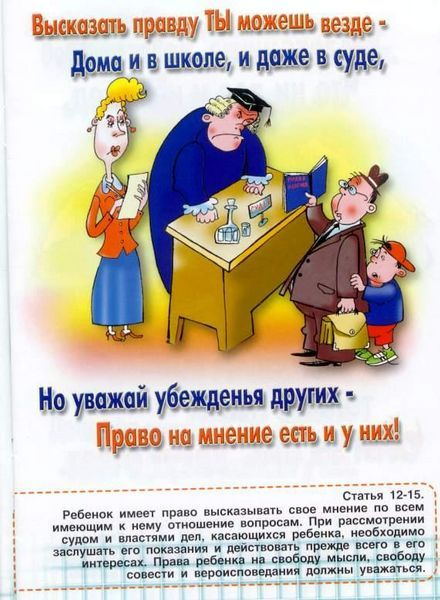 Высказать правду ТЫ можешь везде -
Дома и в школе, и даже в суде,
СУДЬЯ
ПРАВА
РЕБЕНКА
Но уважай убежденья других -
Право на мнение есть и у них!
Статья 12-15.
Ребенок имеет право высказывать свое мнение по всем
имеющим к нему отношение вопросам. При рассмотрении
судом и властями дел, касающихся ребенка, необходимо
заслушать его показания и действовать прежде всего в его
интересах. Права ребенка на свободу мысли, свободу
совести и вероисповедания должны уважаться.